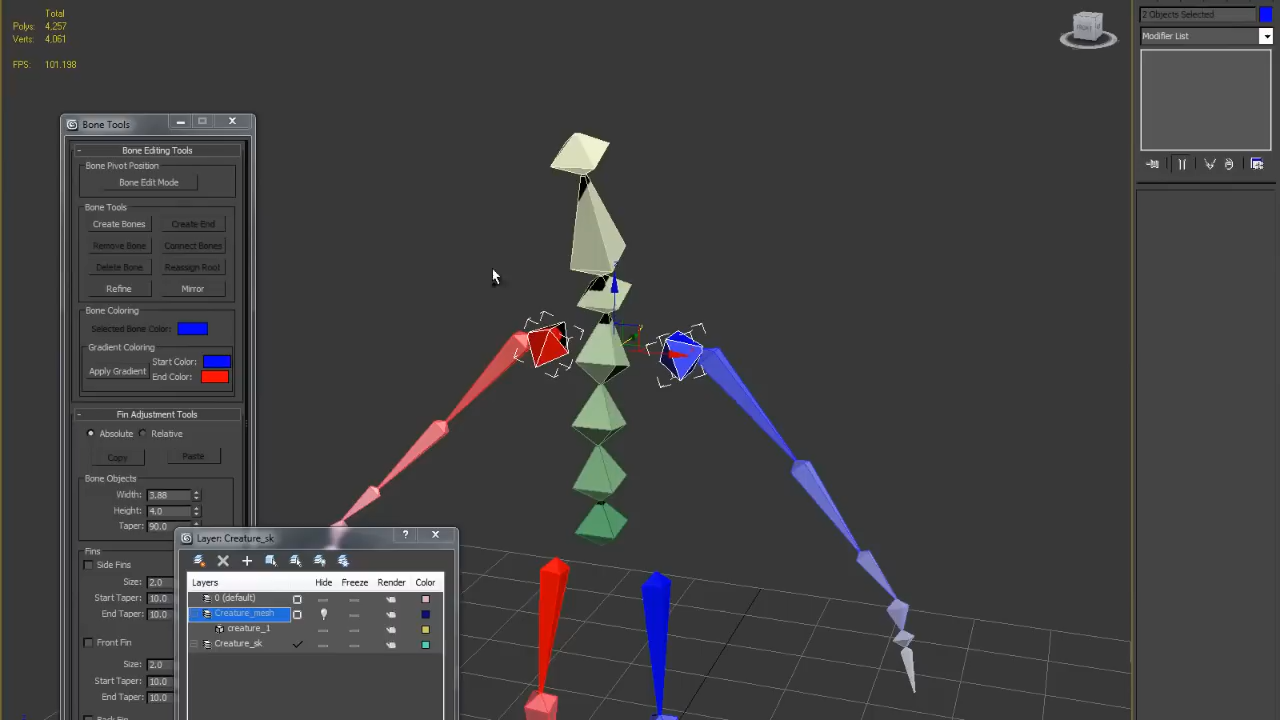 Total
Polys: 4,257
Verts: 4,061
FPS: 101.198
FRONT
2 Objects Selected
Modifier List
Bone Tools
- Bone Editing Tools
Bone Pivot Position
Bone Edit Mode
Bone Tools
Create Bones Create End
Remove Bone Connect Bones
Delete Bone Reassign Root
Refine Mirror
Bone Coloring
Selected Bone Color:
Gradient Coloring
Apply Gradient Start Color:
End Color:
- Fin Adjustment Tools
Absolute Relative
Copy Paste
Bone Objects
Width: 3.88
Height: 4.0
Taper: 90.0
Fins
Side Fins
Size: 2.0
Start Taper: 10.0
End Taper: 10.0
Front Fin
Size: 2.0
Start Taper: 10.0
End Taper: 10.0
Back Fin
Layer: Creature_sk
?
Layers Hide Freeze Render Color
0 (default)
Creature_mesh
creature_1
Creature_sk